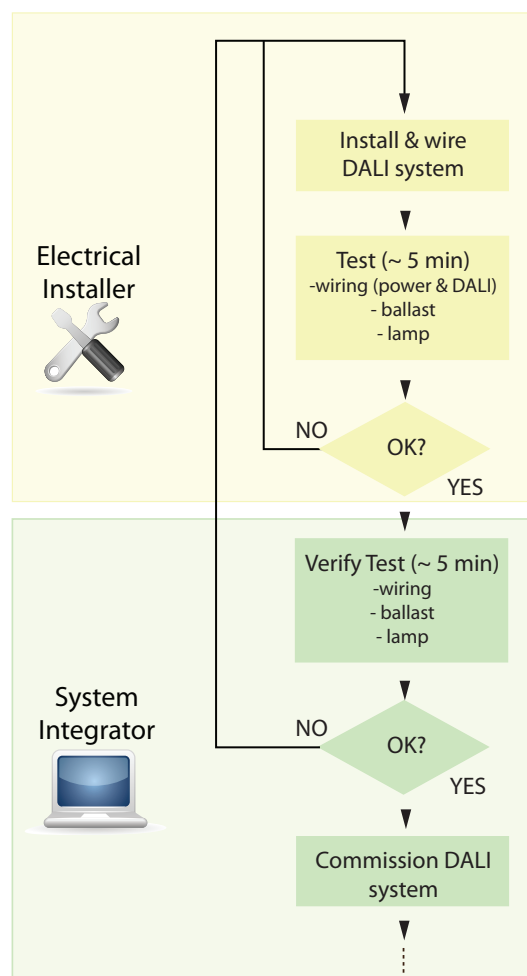 Install & wire
DALI system
Electrical
Installer
Test (~ 5 min)
-wiring (power & DALI)
- ballast
- lamp
NO
OK?
YES
Verify Test (~ 5 min)
-wiring
- ballast
- lamp
System
Integrator
NO
OK?
YES
Commission DALI
system